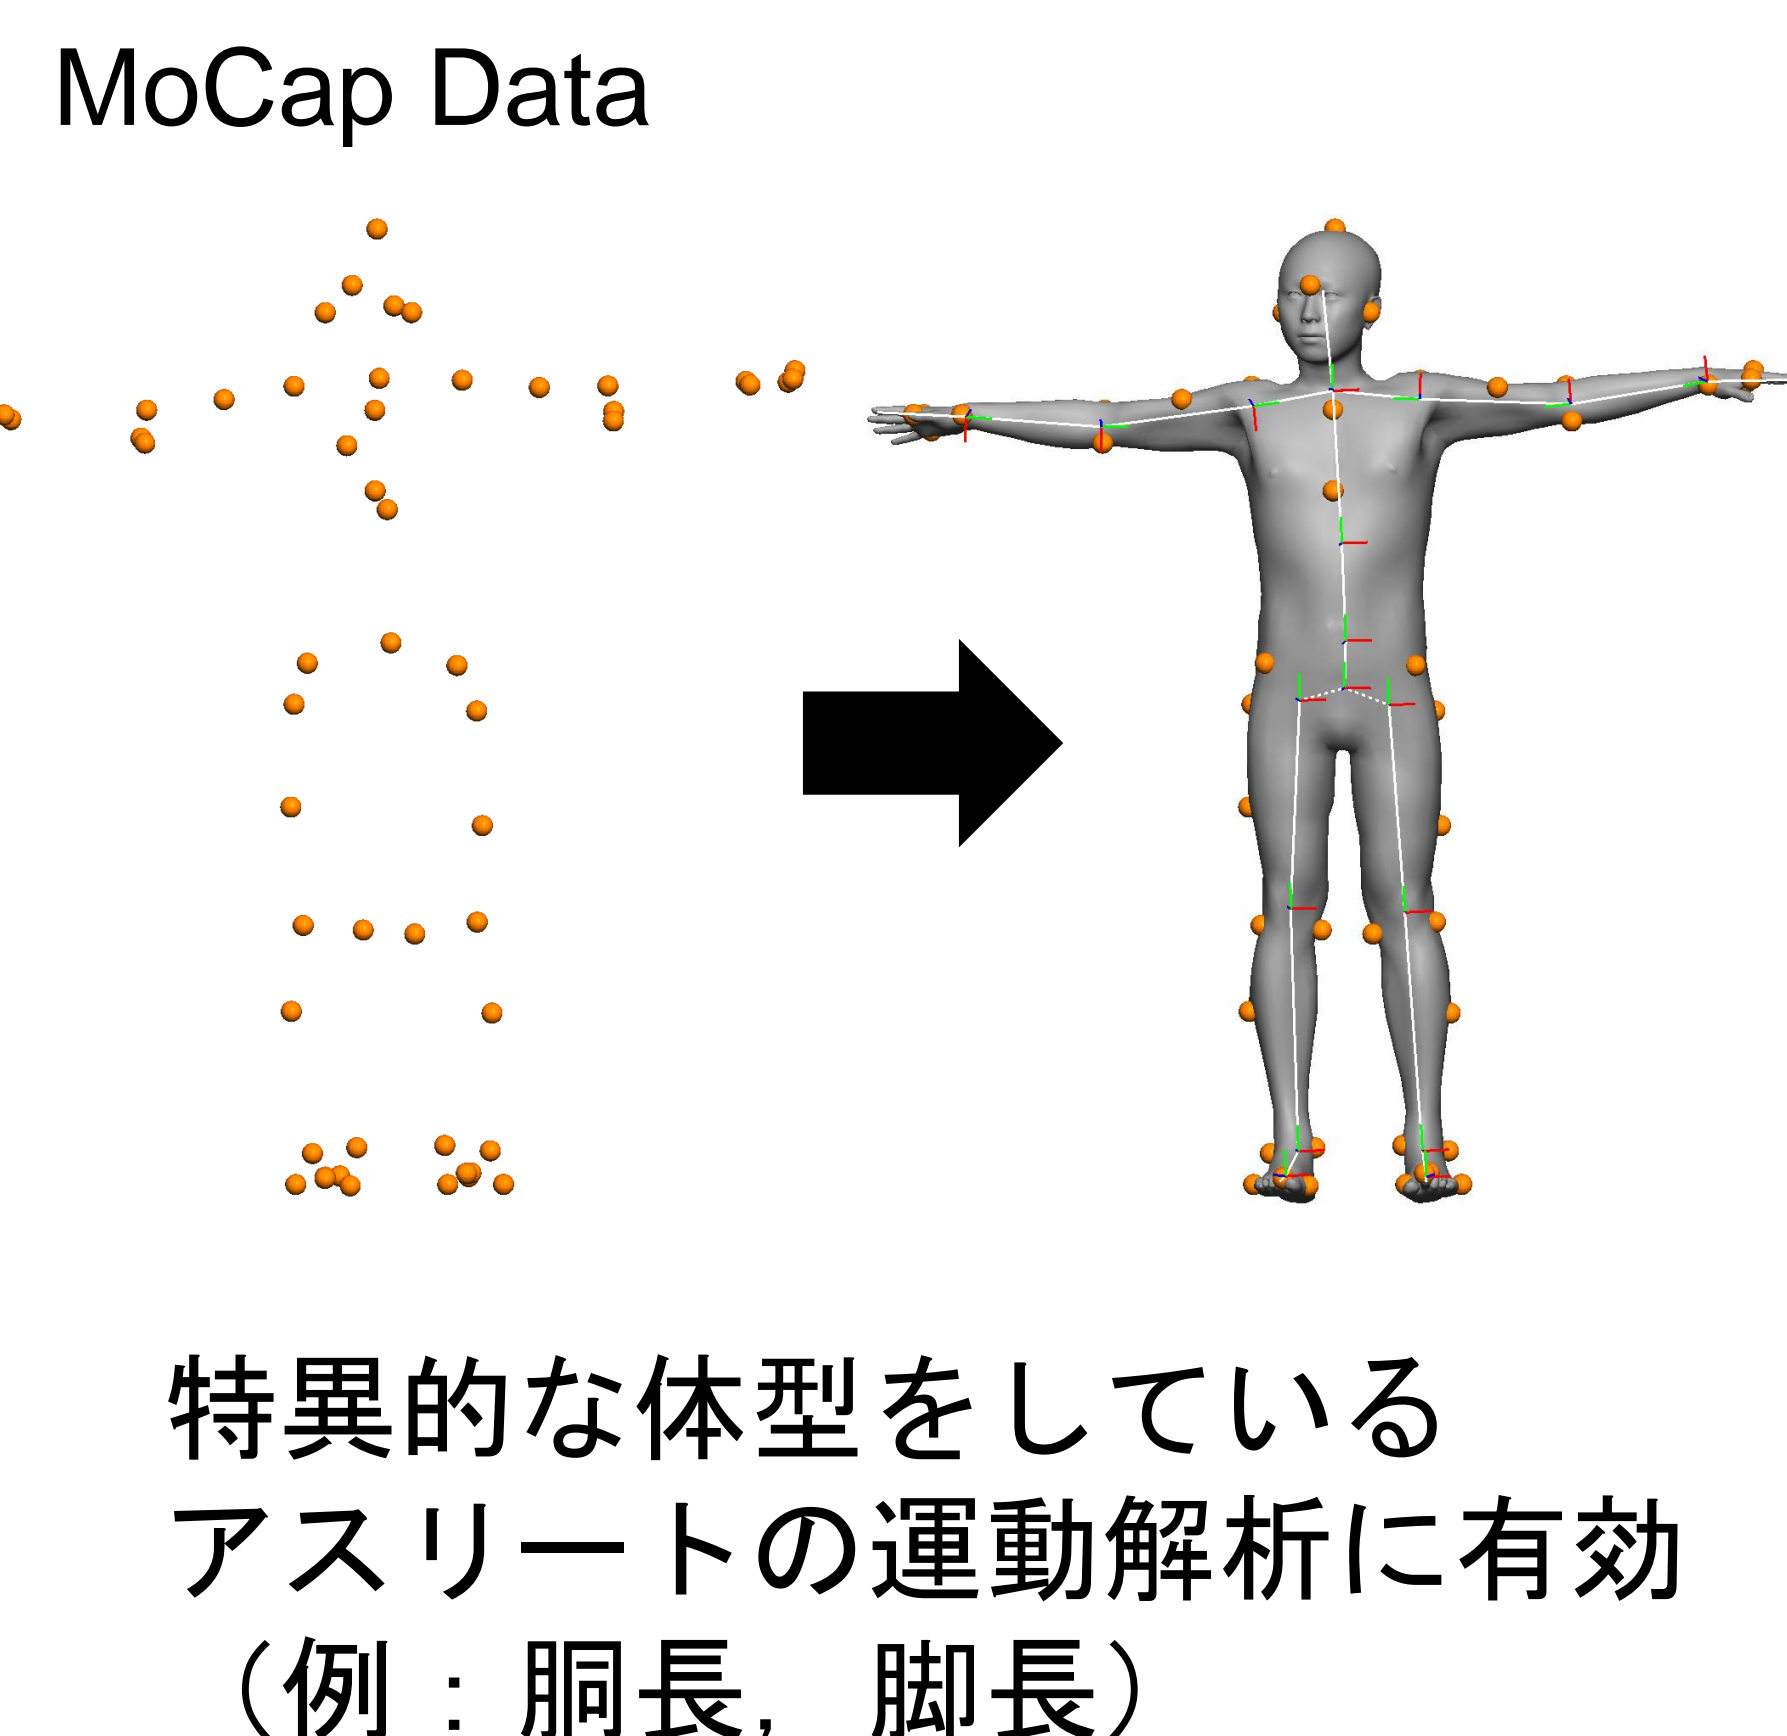 MoCap Data
特異的な体型をしている
アスリートの運動解析に有効
（例：胴長，脚長）